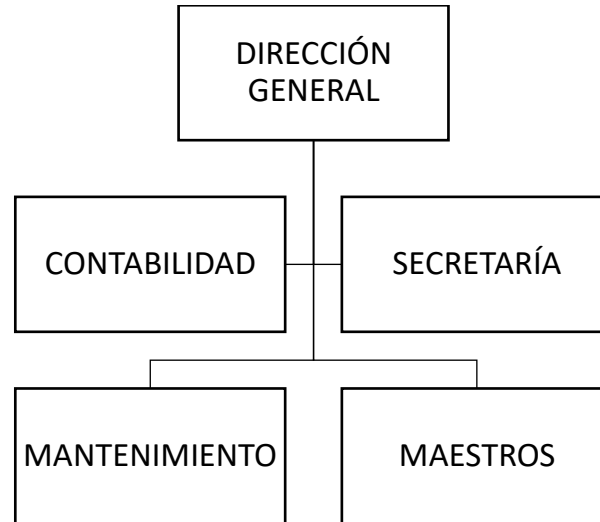 DIRECCIÓN
GENERAL
CONTABILIDAD
SECRETARÍA
MANTENIMIENTO
MAESTROS